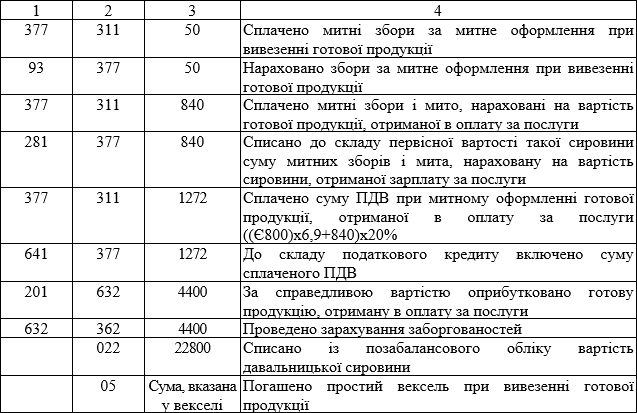 1 2 3 4
377 311 50 Сплачено митні збори за митне оформлення при
вивезенні готової продукції
93 377 50 Нараховано збори за митне оформлення при вивезенні
готової продукції
377 311 840 Сплачено митні збори і мито, нараховані на вартість
готової продукції, отриманої в оплату за послуги
281 377 840 Списано до складу первісної вартості такої сировини
суму митних зборів і мита, нараховану на вартість
сировини, отриманої зарплату за послуги
377 311 1272 Сплачено суму ПДВ при митному оформленні готової
продукції, отриманої в оплату за послуги
((Є800)х6,9+840)х20%
641 377 1272 До складу податкового кредиту включено суму
сплаченого ПДВ
201 632 4400 За справедливою вартістю оприбутковано готову
продукцію, отриману в оплату за послуги
632 362 4400 Проведено зарахування заборгованостей
022 22800 Списано із позабалансового обліку вартість
давальницької сировини
05 Сума, вказана Погашено простий вексель при вивезенні готової
у векселі продукції